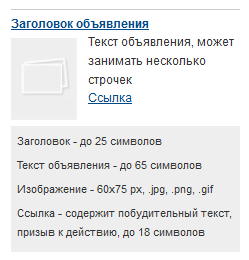 Заголовок объявления
Текст объявления, может
занимать несколько
строчек
Ссылка
Заголовок - до 25 символов
Текст объявления - до 65 символов
Изображение - 60x75 px, .jpg, .png, .gif
Ссылка - содержит побудительный текст,
призыв к действию, до 18 символов